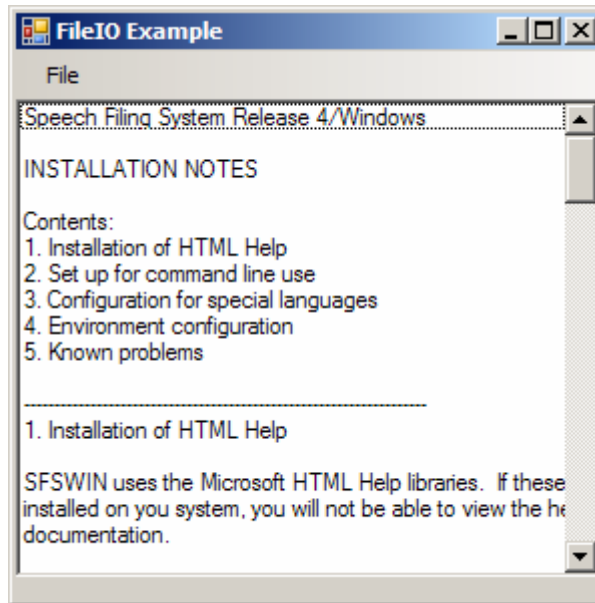 FileIO Example
File
Speech Filing System Release 4/Windows
INSTALLATION NOTES
Contents:
1. Installation of HTML Help
2. Set up for command line use
3. Configuration for special languages
4. Environment configuration
5. Known problems
-------------------------------------------------------------------
1. Installation of HTML Help
SFSWIN uses the Microsoft HTML Help libraries.  If these
installed on you system, you will not be able to view the he
documentation.